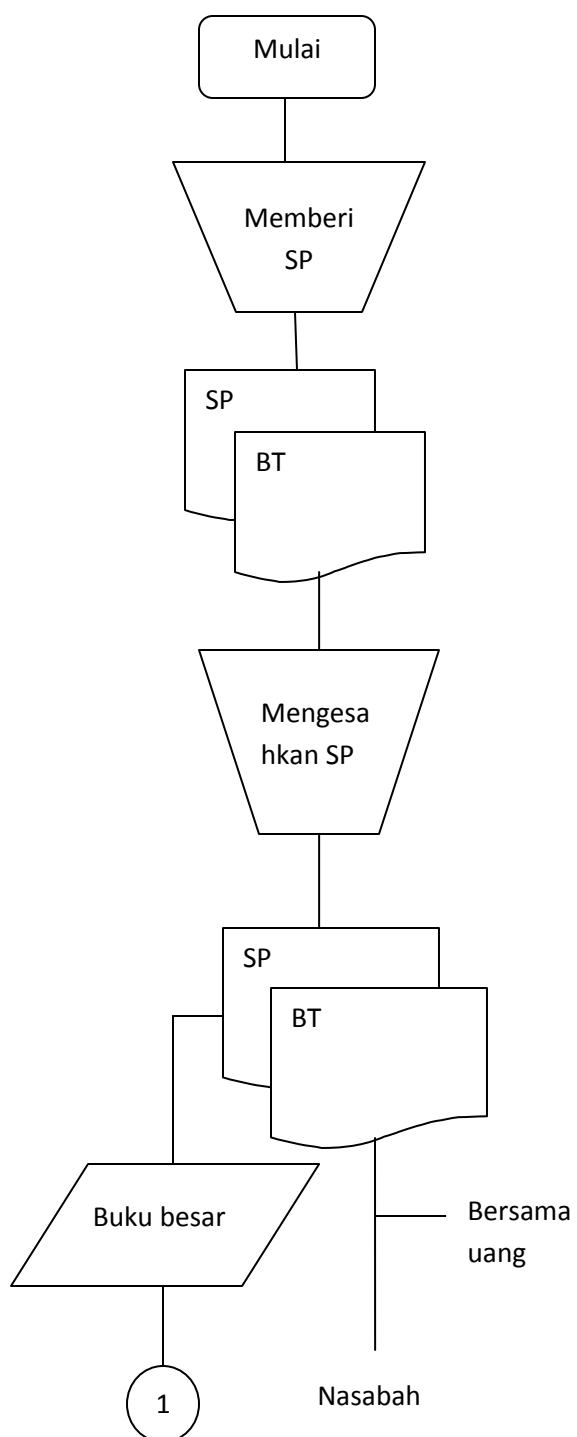 Mulai
Memberi
SP
SP
BT
Mengesa
hkan SP
SP
BT
Buku besar
Bersama
uang
1
Nasabah